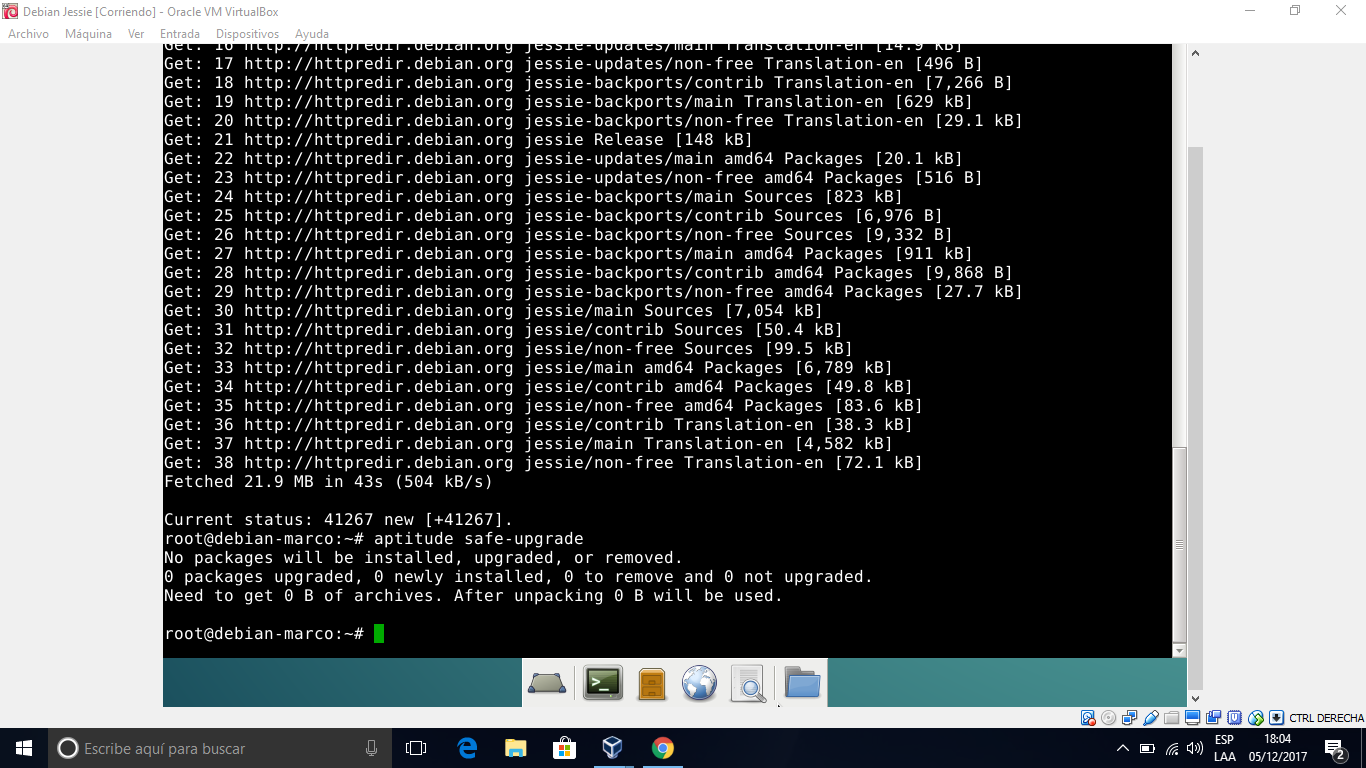 Debian Jessie [Corriendo] - Oracle VM VirtualBox
Archivo Máquina Ver Entrada Dispositivos Ayuda
Get: 16 http://httpredir.debian.org jessie-updates/main Translation-en [14.9 kB]
Get: 17 http://httpredir.debian.org jessie-updates/non-free Translation-en [496 B]
Get: 18 http://httpredir.debian.org jessie-backports/contrib Translation-en [7,266 B]
Get: 19 http://httpredir.debian.org jessie-backports/main Translation-en [629 kB]
Get: 20 http://httpredir.debian.org jessie-backports/non-free Translation-en [29.1 kB]
Get: 21 http://httpredir.debian.org jessie Release [148 kB]
Get: 22 http://httpredir.debian.org jessie-updates/main amd64 Packages [20.1 kB]
Get: 23 http://httpredir.debian.org jessie-updates/non-free amd64 Packages [516 B]
Get: 24 http://httpredir.debian.org jessie-backports/main Sources [823 kB]
Get: 25 http://httpredir.debian.org jessie-backports/contrib Sources [6,976 B]
Get: 26 http://httpredir.debian.org jessie-backports/non-free Sources [9,332 B]
Get: 27 http://httpredir.debian.org jessie-backports/main amd64 Packages [911 kB]
Get: 28 http://httpredir.debian.org jessie-backports/contrib amd64 Packages [9,868 B]
Get: 29 http://httpredir.debian.org jessie-backports/non-free amd64 Packages [27.7 kB]
Get: 30 http://httpredir.debian.org jessie/main Sources [7,054 kB]
Get: 31 http://httpredir.debian.org jessie/contrib Sources [50.4 kB]
Get: 32 http://httpredir.debian.org jessie/non-free Sources [99.5 kB]
Get: 33 http://httpredir.debian.org jessie/main amd64 Packages [6,789 kB]
Get: 34 http://httpredir.debian.org jessie/contrib amd64 Packages [49.8 kB]
Get: 35 http://httpredir.debian.org jessie/non-free amd64 Packages [83.6 kB]
Get: 36 http://httpredir.debian.org jessie/contrib Translation-en [38.3 kB]
Get: 37 http://httpredir.debian.org jessie/main Translation-en [4,582 kB]
Get: 38 http://httpredir.debian.org jessie/non-free Translation-en [72.1 kB]
Fetched 21.9 MB in 43s (504 kB/s)
Current status: 41267 new [+41267].
root@debian-marco:~# aptitude safe-upgrade
No packages will be installed, upgraded, or removed.
0 packages upgraded, 0 newly installed, 0 to remove and 0 not upgraded.
Need to get 0 B of archives. After unpacking 0 B will be used.
root@debian-marco:~#
CTRL DERECHA
Escribe aquí para buscar
ESP
LAA
18:04
05/12/2017
2